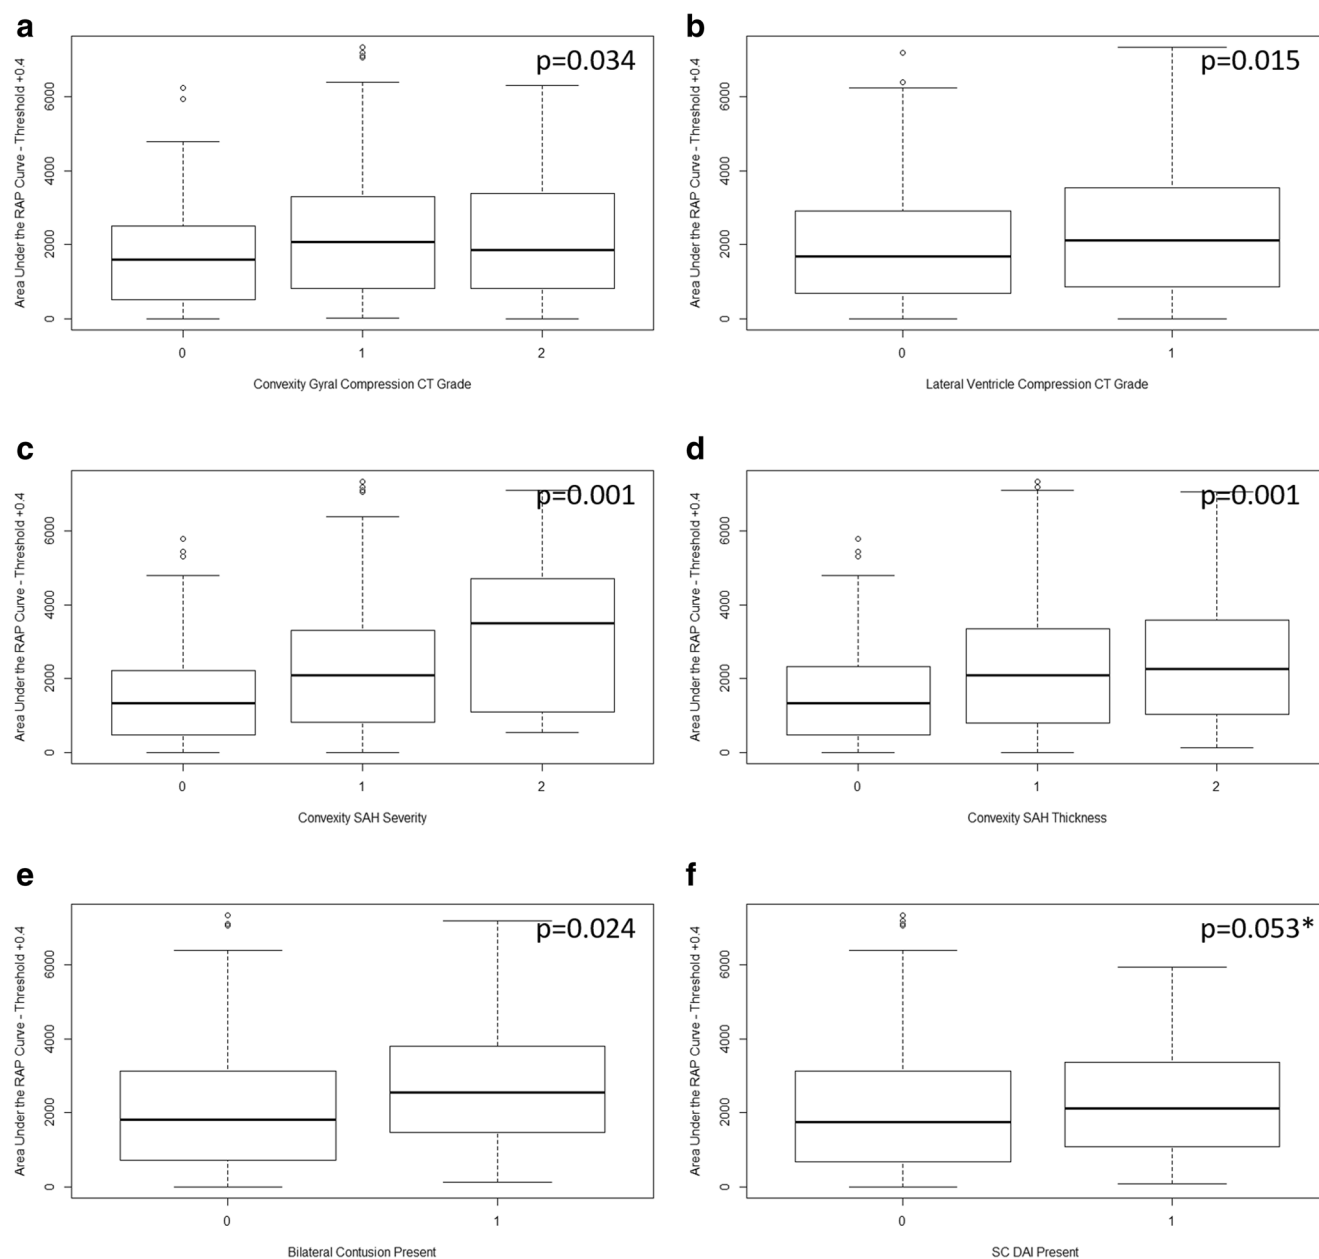 a
p=0.034
Area Under the RAP Curve - Threshold +0.4
6000
4000
2000
0
0 1 2
Convexity Gyral Compression CT Grade
b
p=0.015
Area Under the RAP Curve - Threshold +0.4
6000
4000
2000
0
0 1
Lateral Ventricle Compression CT Grade
c
p=0.001
Area Under the RAP Curve - Threshold +0.4
6000
4000
2000
0
0 1 2
Convexity SAH Severity
d
p=0.001
Area Under the RAP Curve - Threshold +0.4
6000
4000
2000
0
0 1 2
Convexity SAH Thickness
e
p=0.024
Area Under the RAP Curve - Threshold +0.4
6000
4000
2000
0
0 1
Bilateral Contusion Present
f
p=0.053*
Area Under the RAP Curve - Threshold +0.4
6000
4000
2000
0
0 1
SC DAI Present